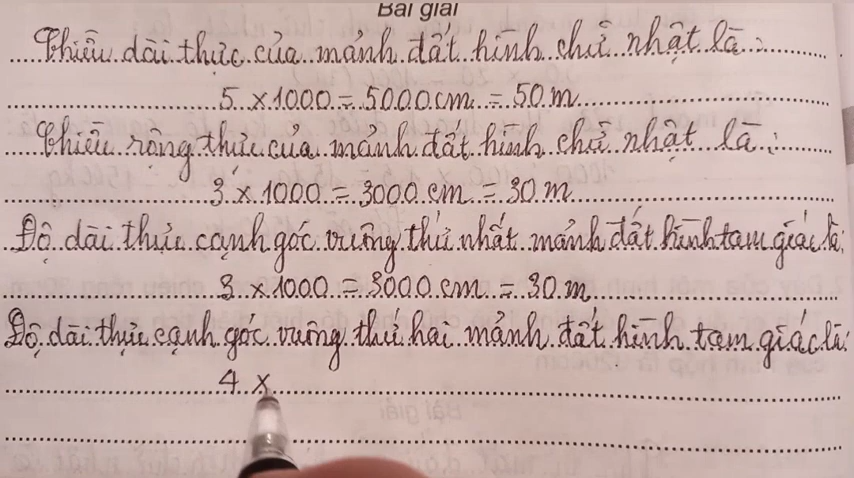 Bài giải
Chiều dài thực của mảnh đất hình chữ nhật là:
5 x 1000 = 5000 cm = 50 m
Chiều rộng thực của mảnh đất hình chữ nhật là:
3 x 1000 = 3000 cm = 30 m
Độ dài thực cạnh góc vuông thứ nhất mảnh đất hình tam giác là:
3 x 1000 = 3000 cm = 30 m
Độ dài thực cạnh góc vuông thứ hai mảnh đất hình tam giác là:
4 x